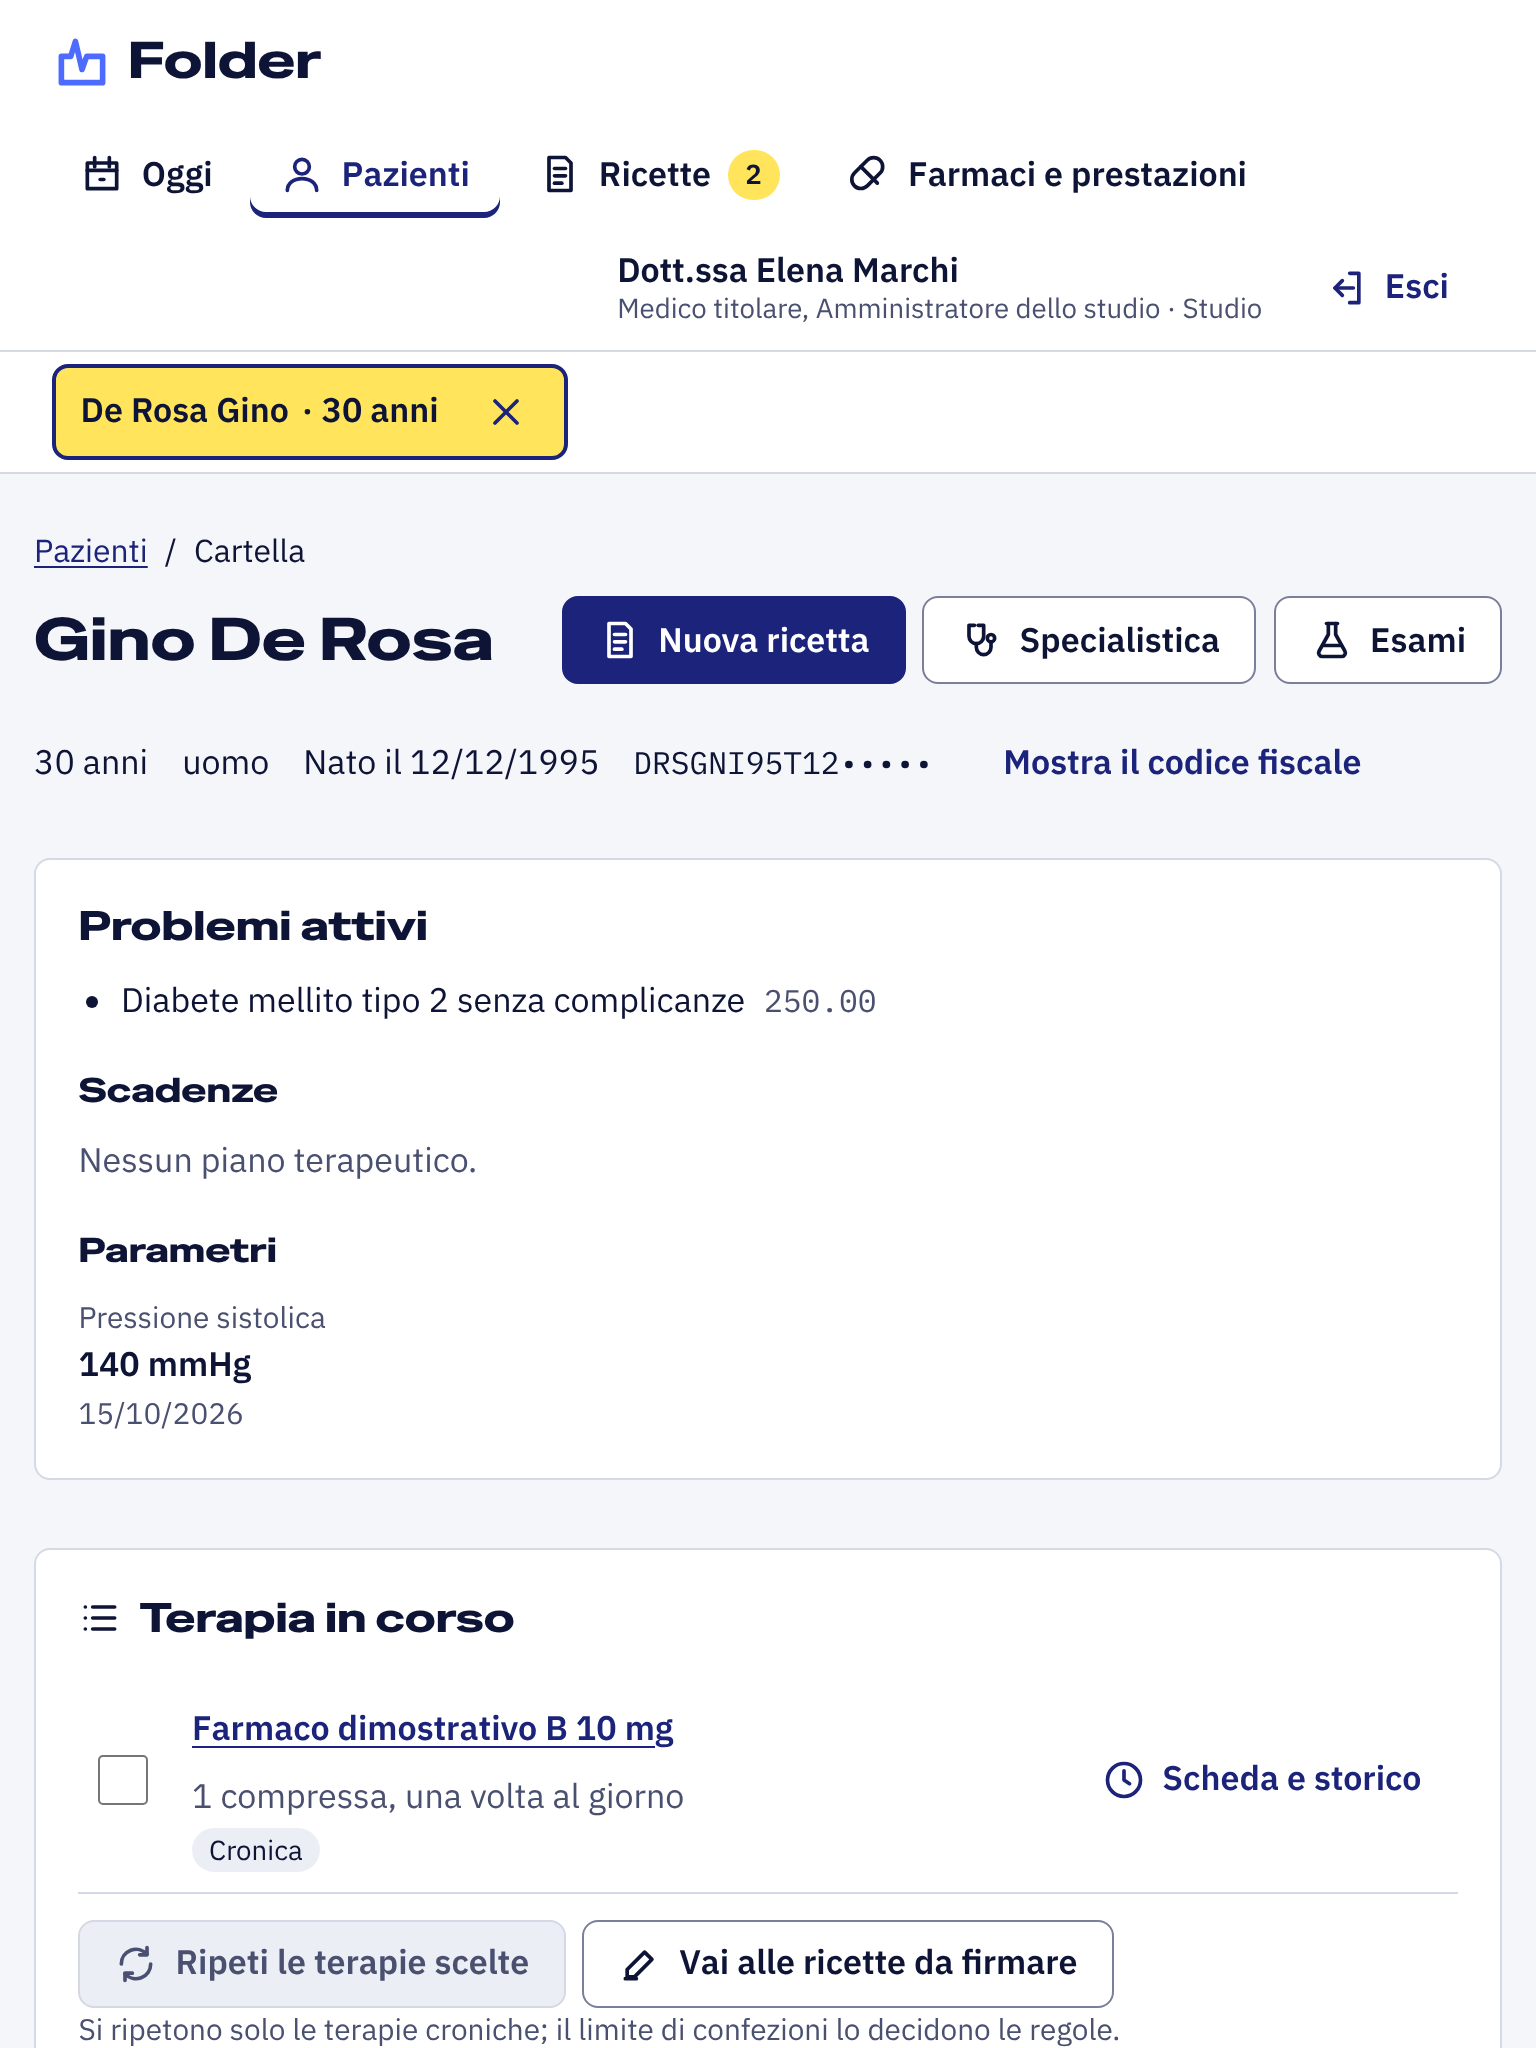 Folder
Oggi Pazienti Ricette 2 Farmaci e prestazioni
Dott.ssa Elena Marchi
Medico titolare, Amministratore dello studio · Studio
Esci
De Rosa Gino · 30 anni
Pazienti / Cartella
Gino De Rosa
Nuova ricetta Specialistica Esami
30 anni uomo Nato il 12/12/1995 DRSGNI95T12••••• Mostra il codice fiscale
Problemi attivi
• Diabete mellito tipo 2 senza complicanze 250.00
Scadenze
Nessun piano terapeutico.
Parametri
Pressione sistolica
140 mmHg
15/10/2026
Terapia in corso
Farmaco dimostrativo B 10 mg
1 compressa, una volta al giorno
Cronica
Scheda e storico
Ripeti le terapie scelte Vai alle ricette da firmare
Si ripetono solo le terapie croniche; il limite di confezioni lo decidono le regole.